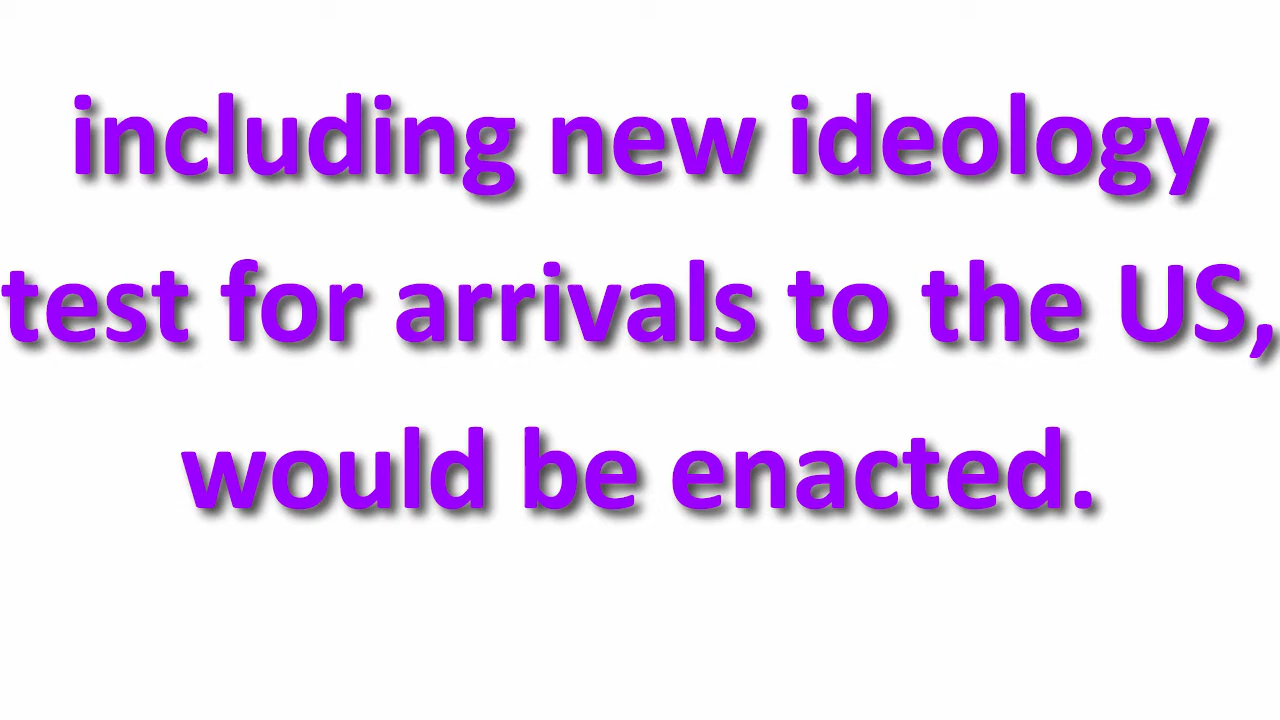 including new ideology
test for arrivals to the US,
would be enacted.